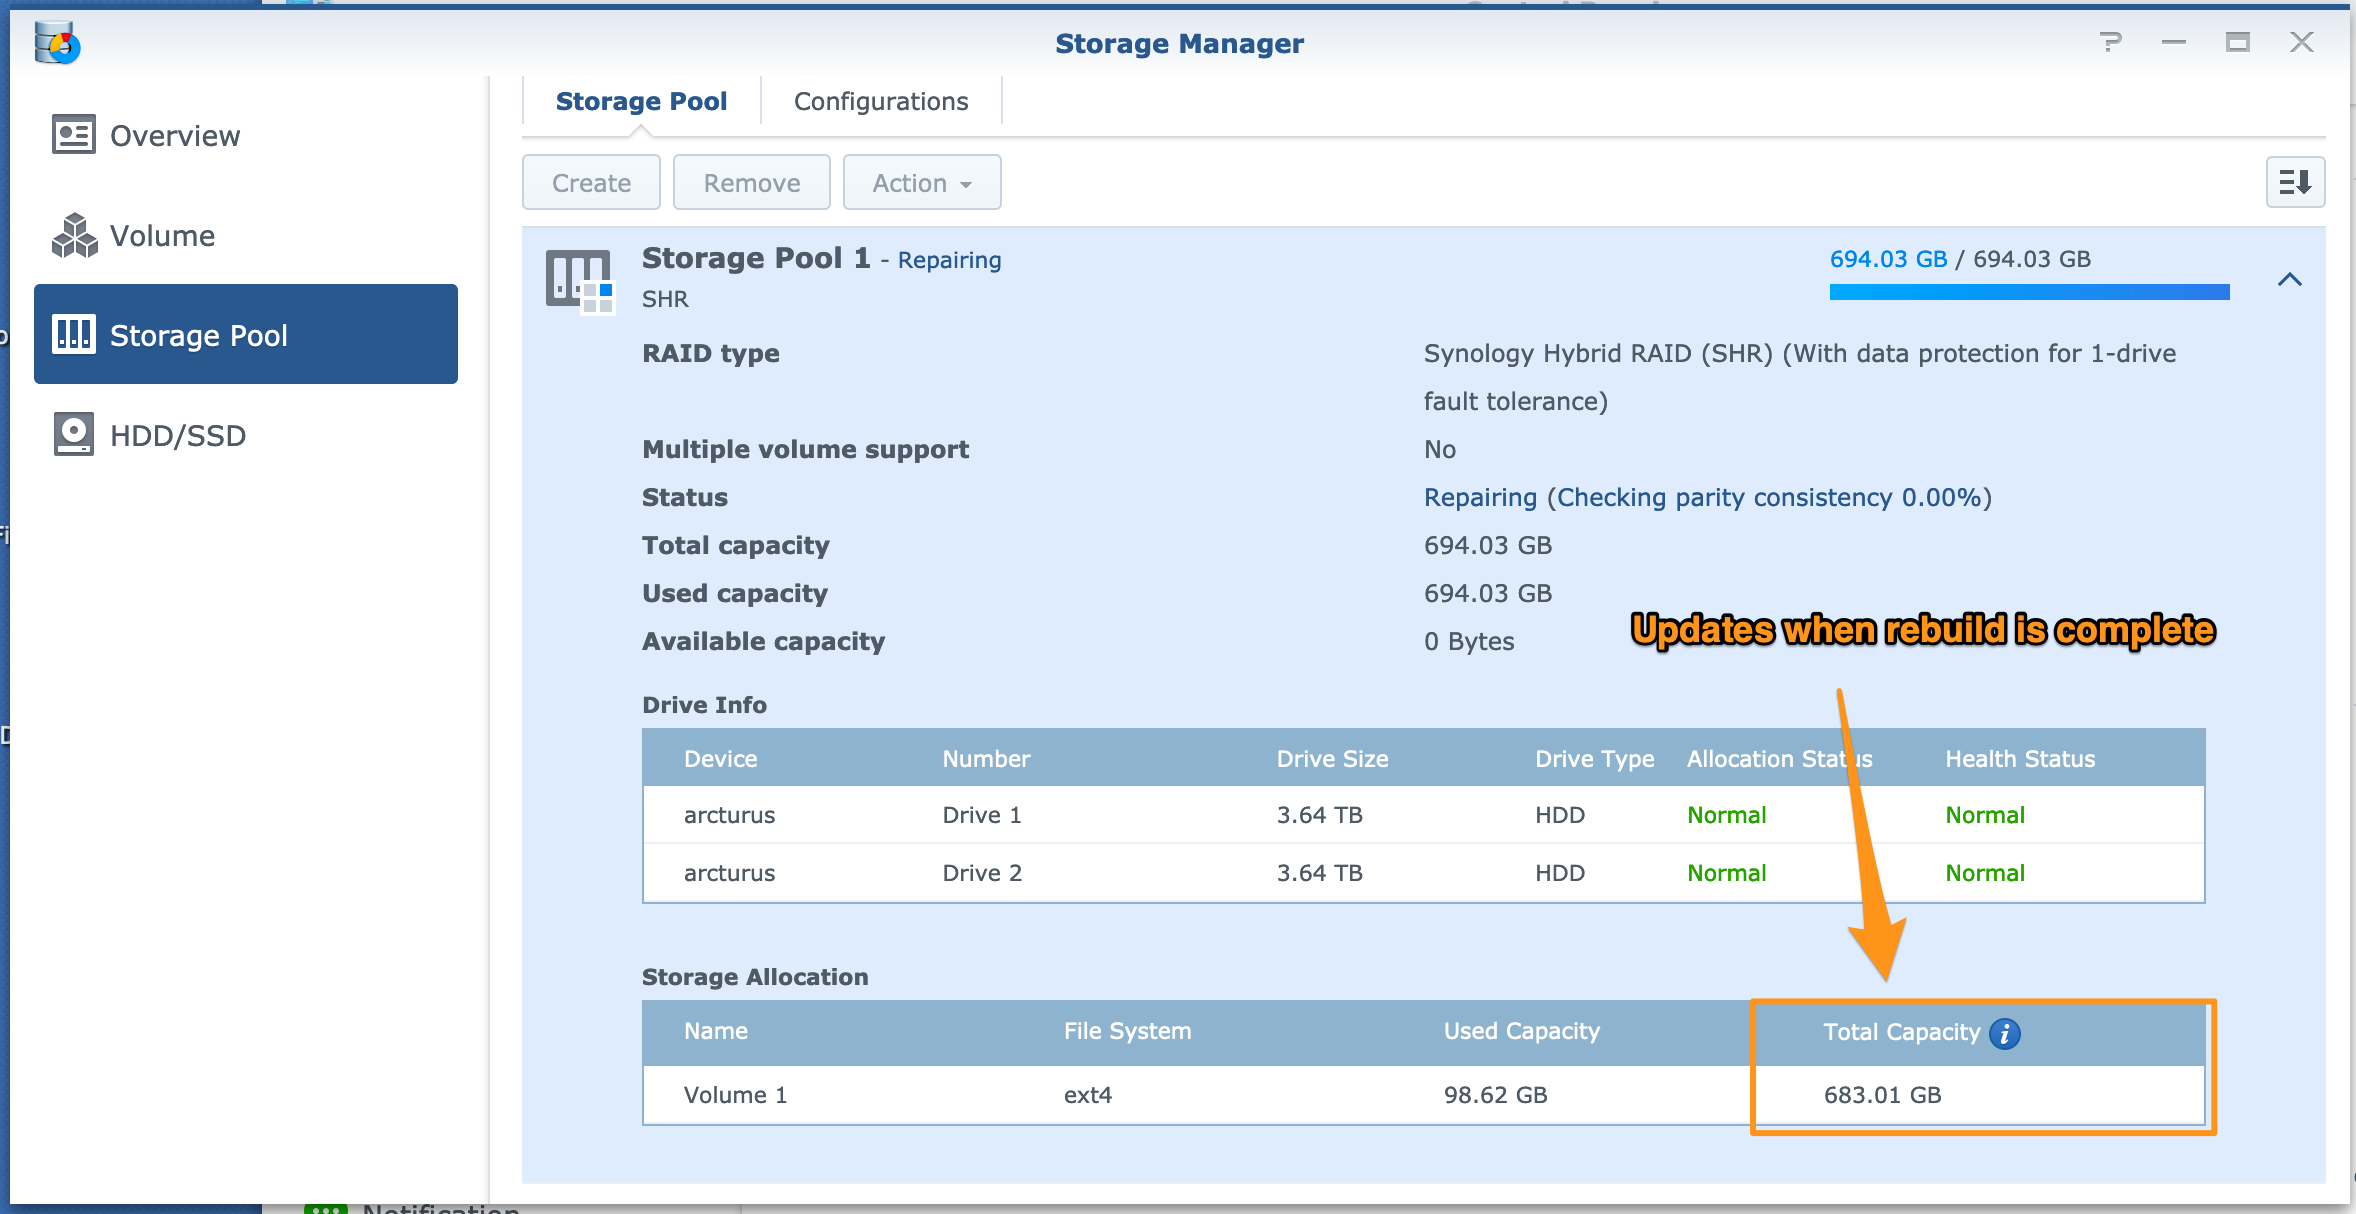 Storage Manager
Storage Pool
Configurations
Overview
Volume
Storage Pool
HDD/SSD
Create
Remove
Action
Storage Pool 1 - Repairing
694.03 GB / 694.03 GB
SHR
RAID type
Synology Hybrid RAID (SHR) (With data protection for 1-drive
fault tolerance)
Multiple volume support
No
Status
Repairing (Checking parity consistency 0.00%)
Total capacity
694.03 GB
Used capacity
694.03 GB
Available capacity
0 Bytes
Updates when rebuild is complete
Drive Info
Device Number Drive Size Drive Type Allocation Status Health Status
arcturus Drive 1 3.64 TB HDD Normal Normal
arcturus Drive 2 3.64 TB HDD Normal Normal
Storage Allocation
Name File System Used Capacity Total Capacity i
Volume 1 ext4 98.62 GB 683.01 GB
Notification